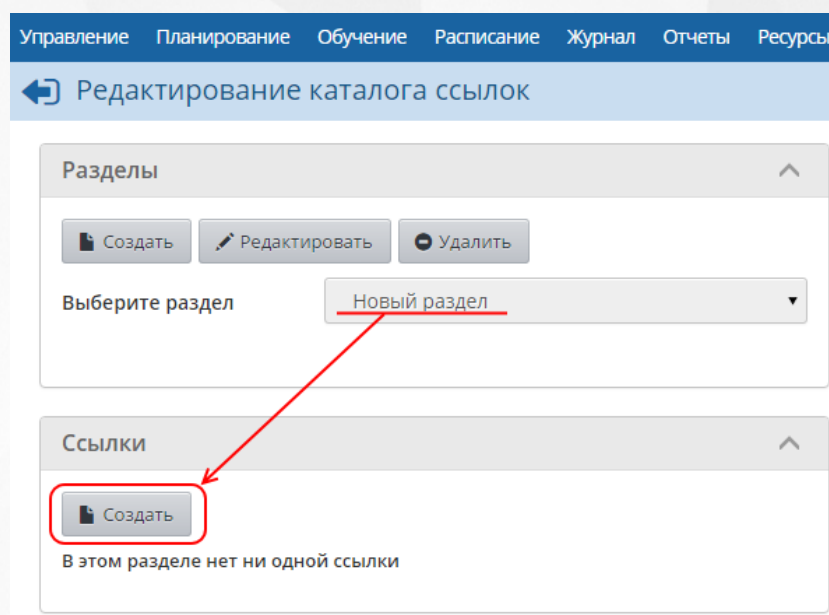 Управление Планирование Обучение Расписание Журнал Отчеты Ресурсы
Редактирование каталога ссылок
Разделы
Создать Редактировать Удалить
Выберите раздел Новый раздел
Ссылки
Создать
В этом разделе нет ни одной ссылки